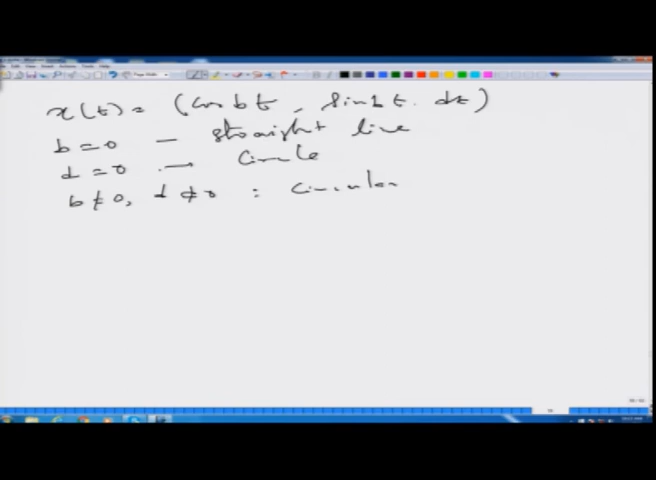 x(t) = (cos bt, sin bt, dt)
b = 0 — straight line
d = 0 — circle
b ≠ 0, d ≠ 0 : circular